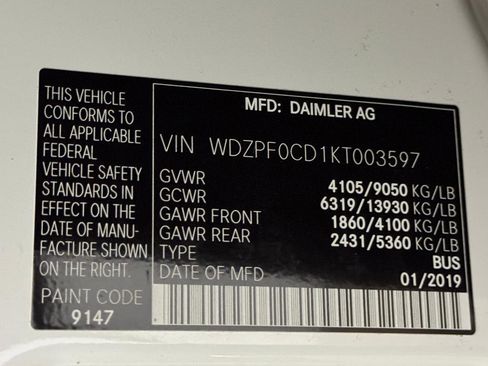 THIS VEHICLE
CONFORMS TO
ALL APPLICABLE
FEDERAL
VEHICLE SAFETY
STANDARDS IN
EFFECT ON THE
DATE OF MANU-
FACTURE SHOWN
ON THE RIGHT.
PAINT CODE
9147
MFD: DAIMLER AG
VIN WDZPF0CD1KT003597
GVWR 4105/9050 KG/LB
GCWR 6319/13930 KG/LB
GAWR FRONT 1860/4100 KG/LB
GAWR REAR 2431/5360 KG/LB
TYPE BUS
DATE OF MFD 01/2019